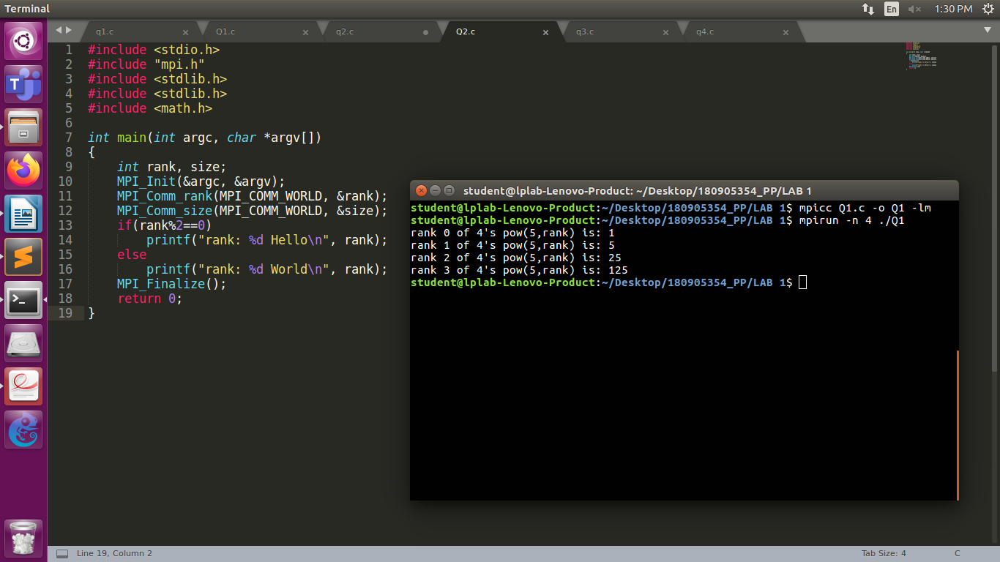 Terminal
En
1:30 PM
q1.c
Q1.c
q2.c
Q2.c
q3.c
q4.c
1 #include <stdio.h>
2 #include "mpi.h"
3 #include <stdlib.h>
4 #include <stdlib.h>
5 #include <math.h>
6
7 int main(int argc, char *argv[])
8 {
9     int rank, size;
10     MPI_Init(&argc, &argv);
11     MPI_Comm_rank(MPI_COMM_WORLD, &rank);
12     MPI_Comm_size(MPI_COMM_WORLD, &size);
13     if(rank%2==0)
14         printf("rank: %d Hello\n", rank);
15     else
16         printf("rank: %d World\n", rank);
17     MPI_Finalize();
18     return 0;
19 }
student@lplab-Lenovo-Product: ~/Desktop/180905354_PP/LAB 1
student@lplab-Lenovo-Product:~/Desktop/180905354_PP/LAB 1$ mpicc Q1.c -o Q1 -lm
student@lplab-Lenovo-Product:~/Desktop/180905354_PP/LAB 1$ mpirun -n 4 ./Q1
rank 0 of 4's pow(5,rank) is: 1
rank 1 of 4's pow(5,rank) is: 5
rank 2 of 4's pow(5,rank) is: 25
rank 3 of 4's pow(5,rank) is: 125
student@lplab-Lenovo-Product:~/Desktop/180905354_PP/LAB 1$
Line 19, Column 2
Tab Size: 4
C